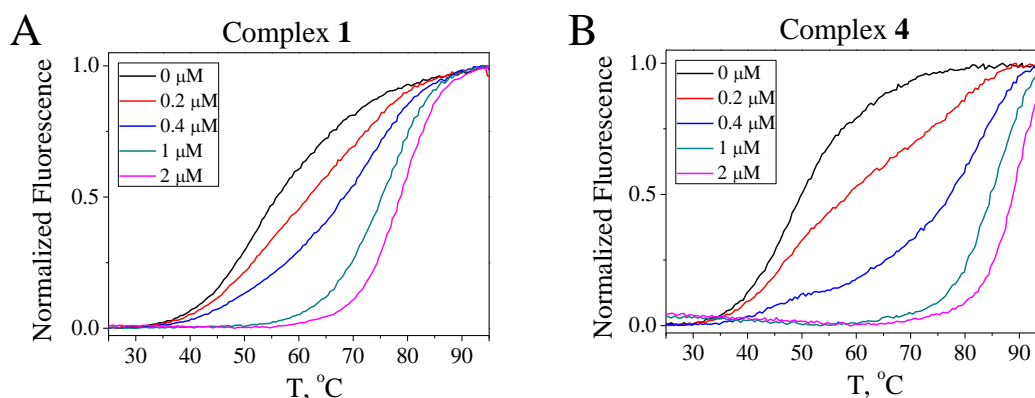 A
Complex 1
0 μM
0.2 μM
0.4 μM
1 μM
2 μM
Normalized Fluorescence
1.0
0.5
0.0
30 40 50 60 70 80 90
T, °C
B
Complex 4
0 μM
0.2 μM
0.4 μM
1 μM
2 μM
Normalized Fluorescence
1.0
0.5
0.0
30 40 50 60 70 80 90
T, °C